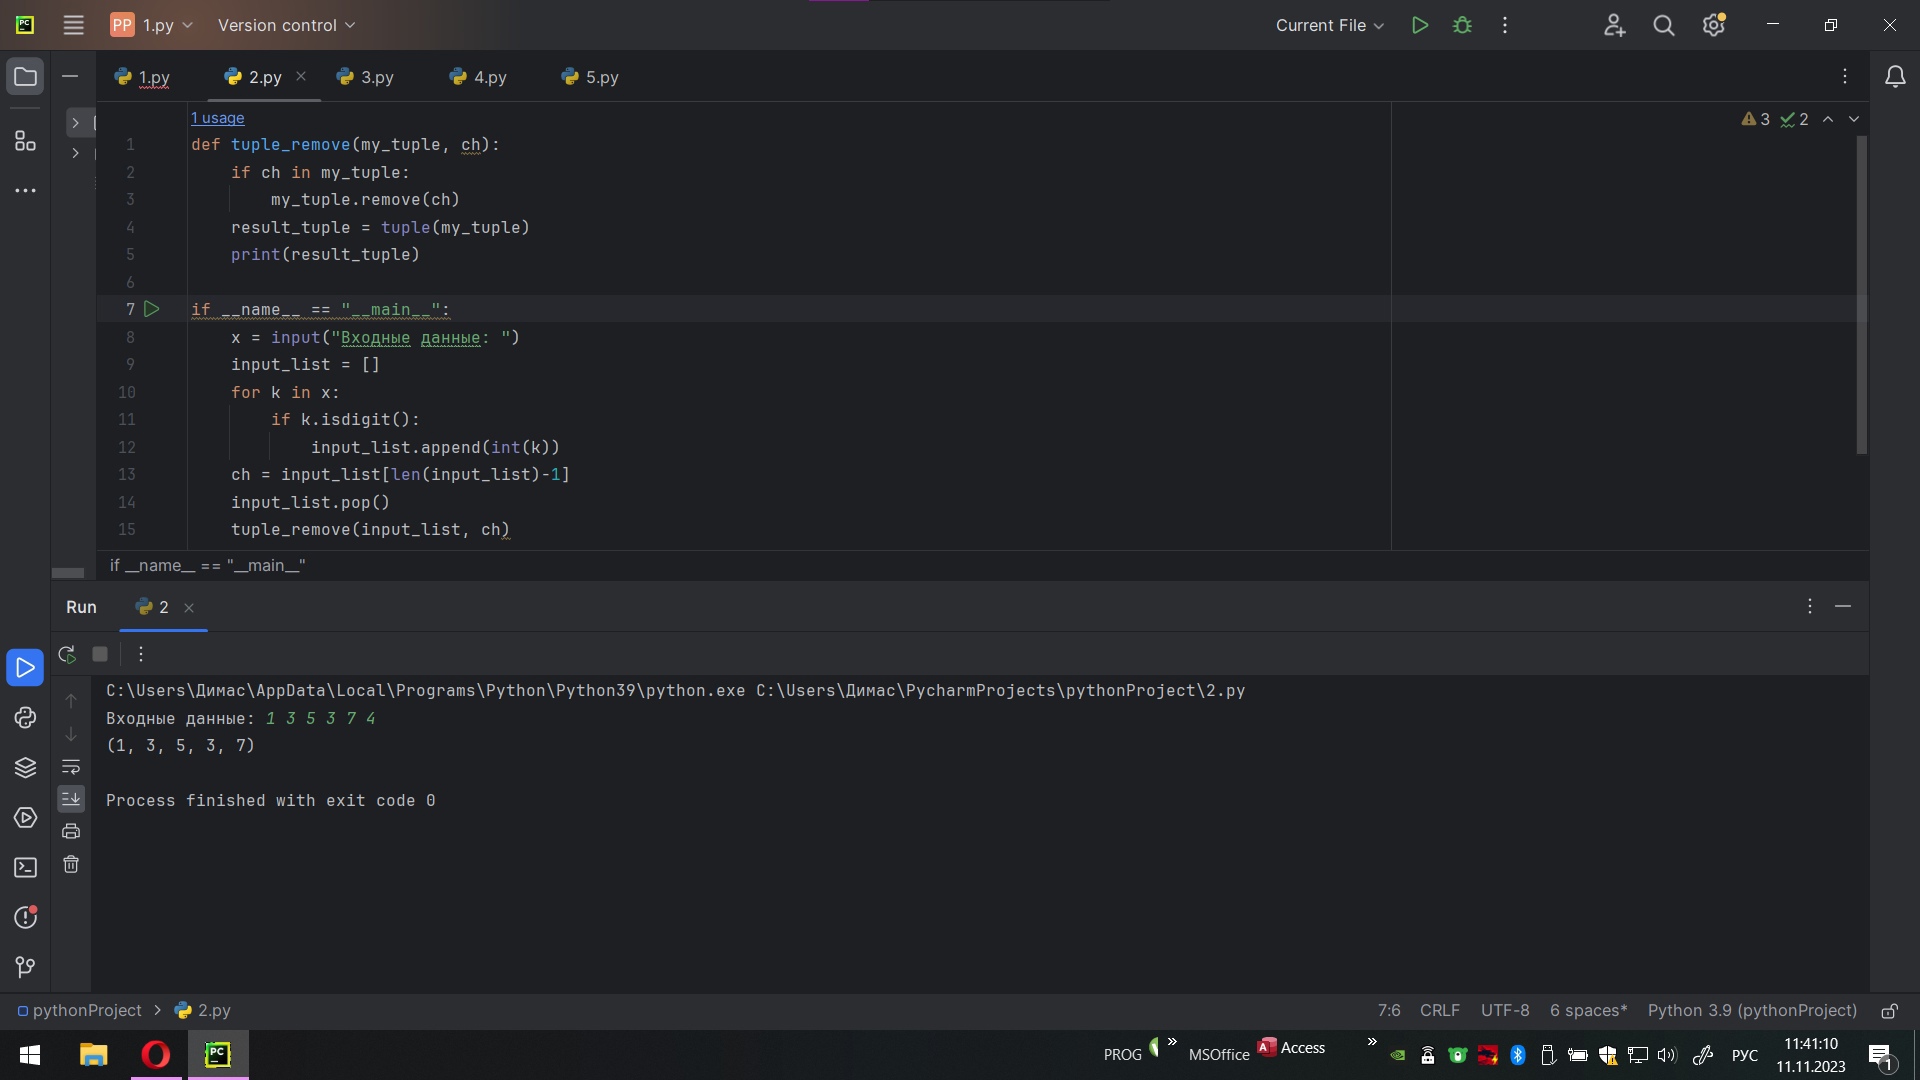 PC
PP 1.py
Version control
Current File
1.py
2.py
3.py
4.py
5.py
1 usage
3 2
1 def tuple_remove(my_tuple, ch):
2 if ch in my_tuple:
3 my_tuple.remove(ch)
4 result_tuple = tuple(my_tuple)
5 print(result_tuple)
6
7 if __name__ == "__main__":
8 x = input("Входные данные: ")
9 input_list = []
10 for k in x:
11 if k.isdigit():
12 input_list.append(int(k))
13 ch = input_list[len(input_list)-1]
14 input_list.pop()
15 tuple_remove(input_list, ch)
if __name__ == "__main__"
Run
2
C:\Users\Димас\AppData\Local\Programs\Python\Python39\python.exe C:\Users\Димас\PycharmProjects\pythonProject\2.py
Входные данные: 1 3 5 3 7 4
(1, 3, 5, 3, 7)
Process finished with exit code 0
pythonProject > 2.py
7:6 CRLF UTF-8 6 spaces* Python 3.9 (pythonProject)
PC
PROG » MSOffice A Access » РУС
11:41:10
11.11.2023
1